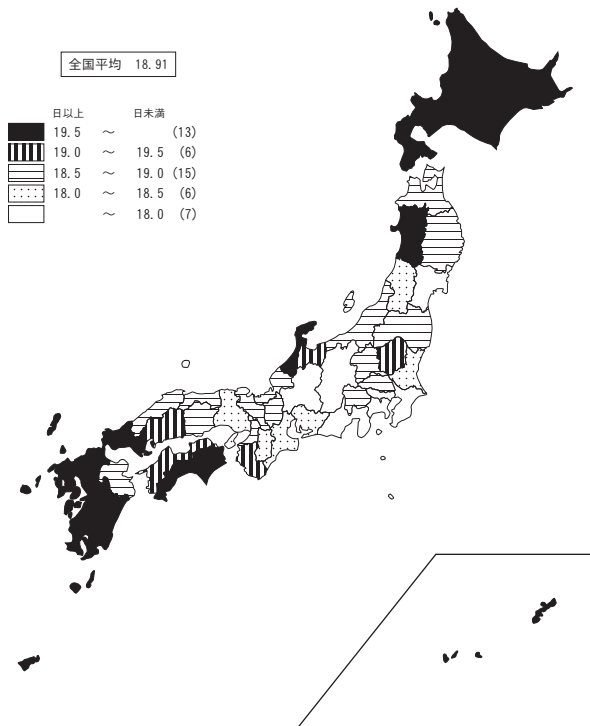 全国平均 18.91
日以上 日未満
19.5 ～ (13)
19.0 ～ 19.5 (6)
18.5 ～ 19.0 (15)
18.0 ～ 18.5 (6)
～ 18.0 (7)